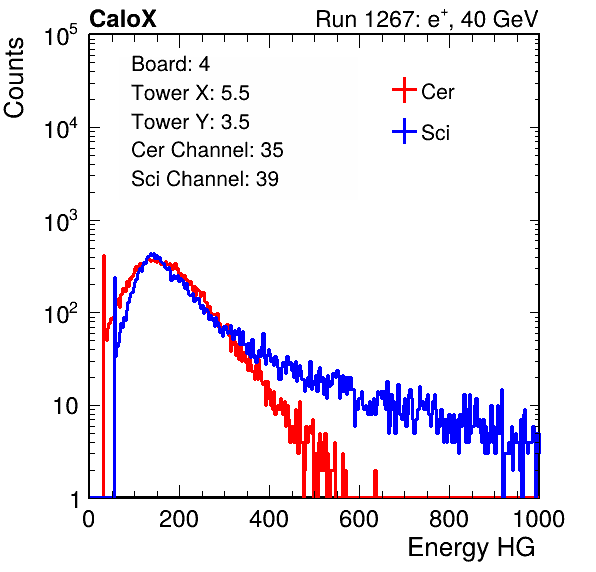 CaloX Run 1267: e⁺, 40 GeV
Counts
10⁵
10⁴
10³
10²
10
1
Board: 4
Tower X: 5.5
Tower Y: 3.5
Cer Channel: 35
Sci Channel: 39
Cer
Sci
0 200 400 600 800 1000
Energy HG